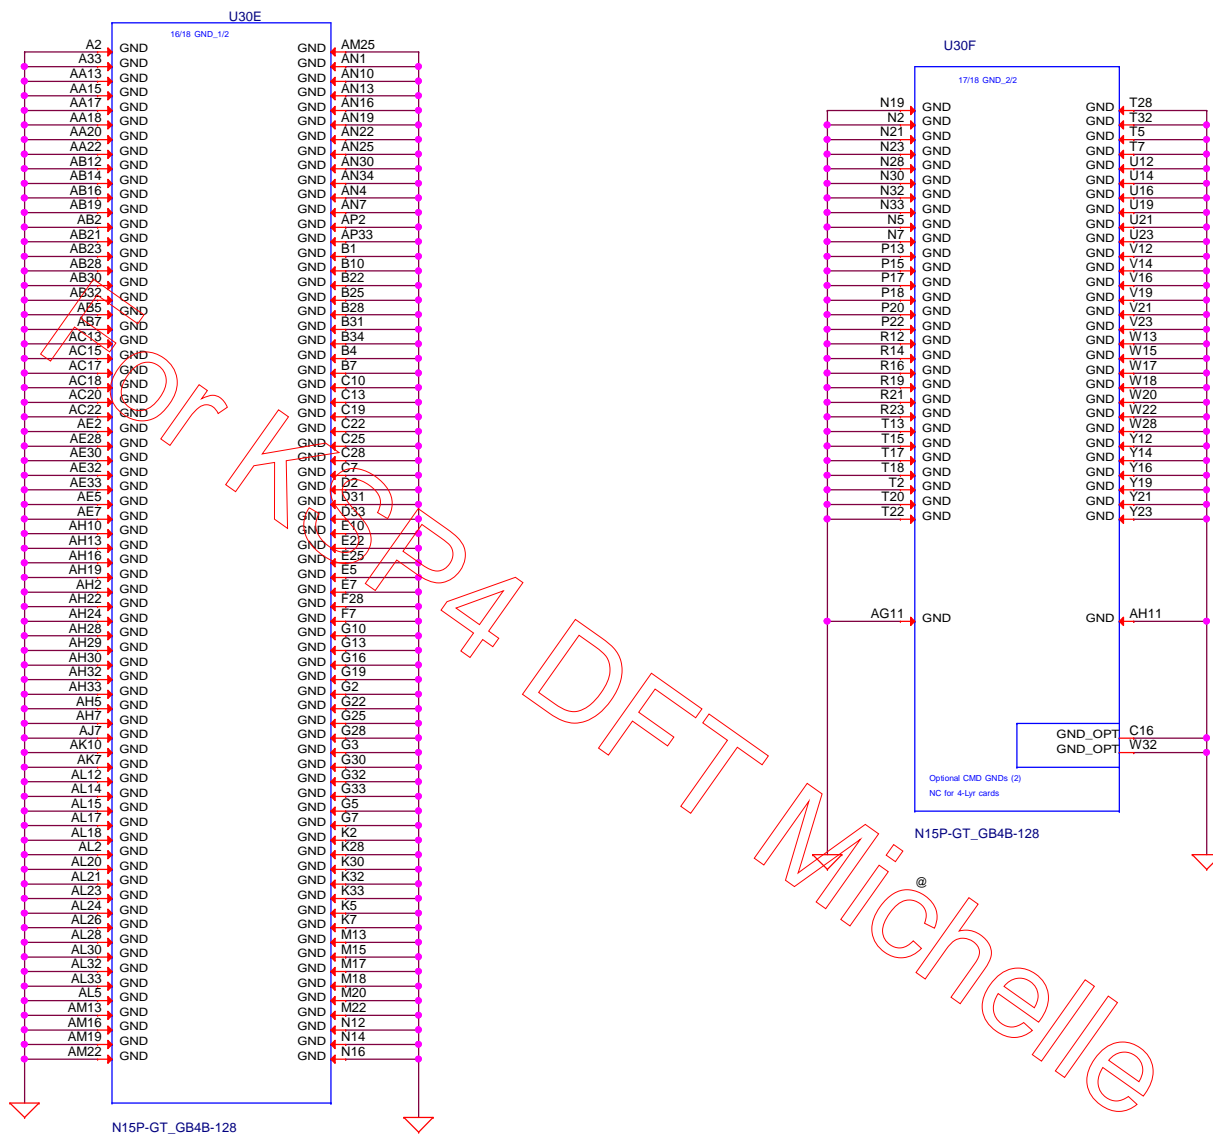 U30E
16/18 GND_1/2
A2 GND GND AM25
A33 GND GND AN1
AA13 GND GND AN10
AA15 GND GND AN13
AA17 GND GND AN16
AA18 GND GND AN19
AA20 GND GND AN22
AA22 GND GND AN25
AB12 GND GND AN30
AB14 GND GND AN34
AB16 GND GND AN4
AB19 GND GND AN7
AB2 GND GND AP2
AB21 GND GND AP33
AB23 GND GND B1
AB28 GND GND B10
AB30 GND GND B22
AB32 GND GND B25
AB5 GND GND B28
AB7 GND GND B31
AC13 GND GND B34
AC15 GND GND B4
AC17 GND GND B7
AC18 GND GND C10
AC20 GND GND C13
AC22 GND GND C19
AE2 GND GND C22
AE28 GND GND C25
AE30 GND GND C28
AE32 GND GND C7
AE33 GND GND D2
AE5 GND GND D31
AE7 GND GND D33
AH10 GND GND E10
AH13 GND GND E22
AH16 GND GND E25
AH19 GND GND E5
AH2 GND GND E7
AH22 GND GND F28
AH24 GND GND F7
AH28 GND GND G10
AH29 GND GND G13
AH30 GND GND G16
AH32 GND GND G19
AH33 GND GND G2
AH5 GND GND G22
AH7 GND GND G25
AJ7 GND GND G28
AK10 GND GND G3
AK7 GND GND G30
AL12 GND GND G32
AL14 GND GND G33
AL15 GND GND G5
AL17 GND GND G7
AL18 GND GND K2
AL2 GND GND K28
AL20 GND GND K30
AL21 GND GND K32
AL23 GND GND K33
AL24 GND GND K5
AL26 GND GND K7
AL28 GND GND M13
AL30 GND GND M15
AL32 GND GND M17
AL33 GND GND M18
AL5 GND GND M20
AM13 GND GND M22
AM16 GND GND N12
AM19 GND GND N14
AM22 GND GND N16
N15P-GT_GB4B-128
U30F
17/18 GND_2/2
N19 GND GND T28
N2 GND GND T32
N21 GND GND T5
N23 GND GND T7
N28 GND GND U12
N30 GND GND U14
N32 GND GND U16
N33 GND GND U19
N5 GND GND U21
N7 GND GND U23
P13 GND GND V12
P15 GND GND V14
P17 GND GND V16
P18 GND GND V19
P20 GND GND V21
P22 GND GND V23
R12 GND GND W13
R14 GND GND W15
R16 GND GND W17
R19 GND GND W18
R21 GND GND W20
R23 GND GND W22
T13 GND GND W28
T15 GND GND Y12
T17 GND GND Y14
T18 GND GND Y16
T2 GND GND Y19
T20 GND GND Y21
T22 GND GND Y23
AG11 GND GND AH11
GND_OPT C16
GND_OPT W32
Optional CMD GNDs (2)
NC for 4-Lyr cards
N15P-GT_GB4B-128
@
For KSP4 DFT Michelle